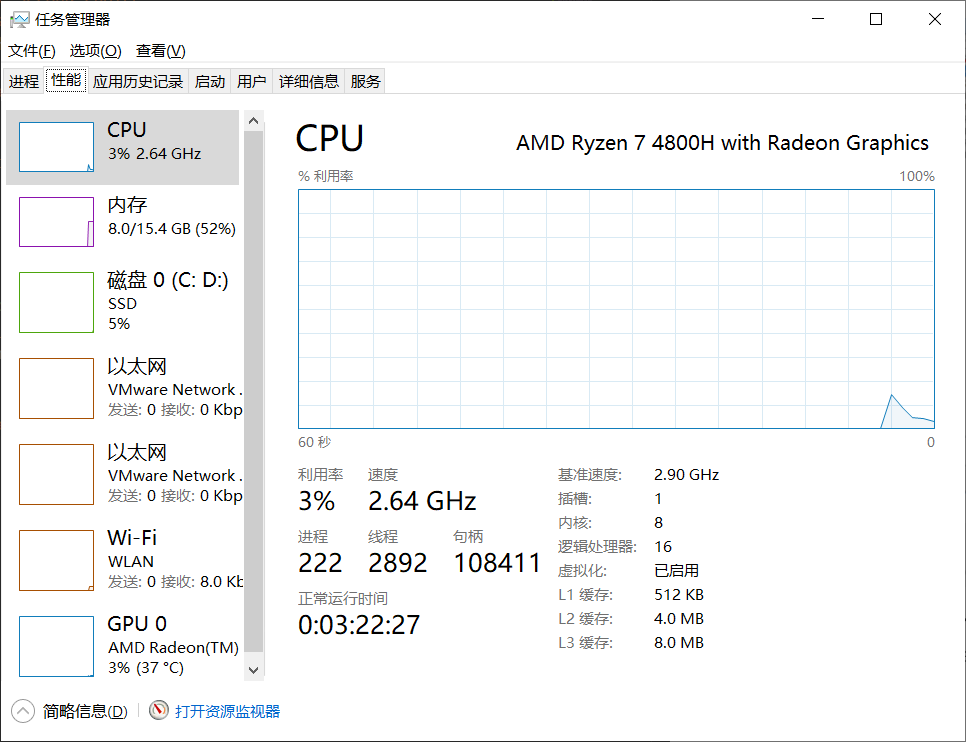 任务管理器
文件(F) 选项(O) 查看(V)
进程 性能 应用历史记录 启动 用户 详细信息 服务
CPU
3% 2.64 GHz
内存
8.0/15.4 GB (52%)
磁盘 0 (C: D:)
SSD
5%
以太网
VMware Network .
发送: 0 接收: 0 Kbp
以太网
VMware Network .
发送: 0 接收: 0 Kbp
Wi-Fi
WLAN
发送: 0 接收: 8.0 Kb
GPU 0
AMD Radeon(TM)
3% (37 °C)
CPU
AMD Ryzen 7 4800H with Radeon Graphics
% 利用率 100%
60 秒 0
利用率 速度
3% 2.64 GHz
进程 线程 句柄
222 2892 108411
正常运行时间
0:03:22:27
基准速度: 2.90 GHz
插槽: 1
内核: 8
逻辑处理器: 16
虚拟化: 已启用
L1 缓存: 512 KB
L2 缓存: 4.0 MB
L3 缓存: 8.0 MB
简略信息(D) 打开资源监视器